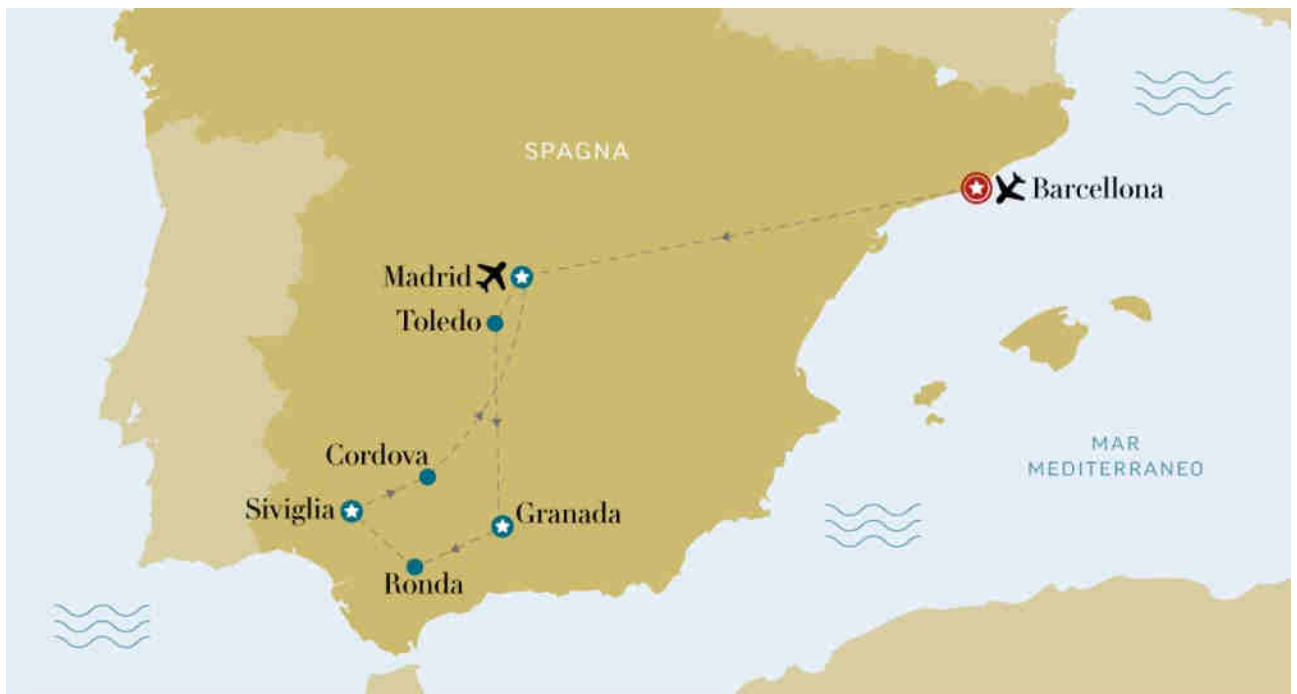 SPAGNA
Barcellona
Madrid
Toledo
Cordova
Siviglia
Granada
Ronda
MAR
MEDITERRANEO